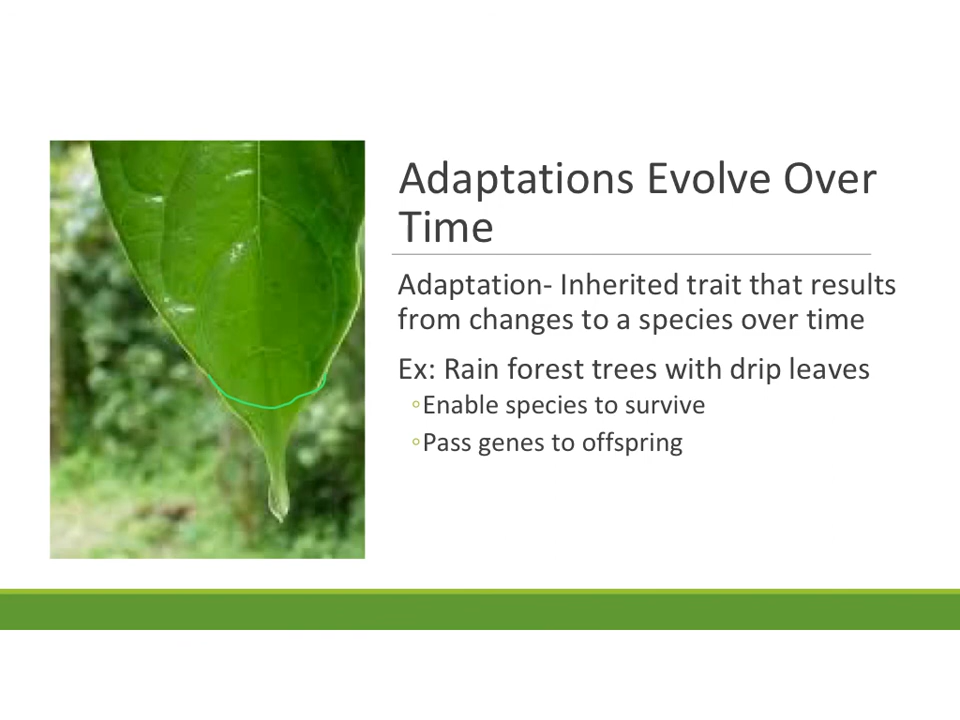 Adaptations Evolve Over
Time
Adaptation- Inherited trait that results
from changes to a species over time
Ex: Rain forest trees with drip leaves
◦Enable species to survive
◦Pass genes to offspring